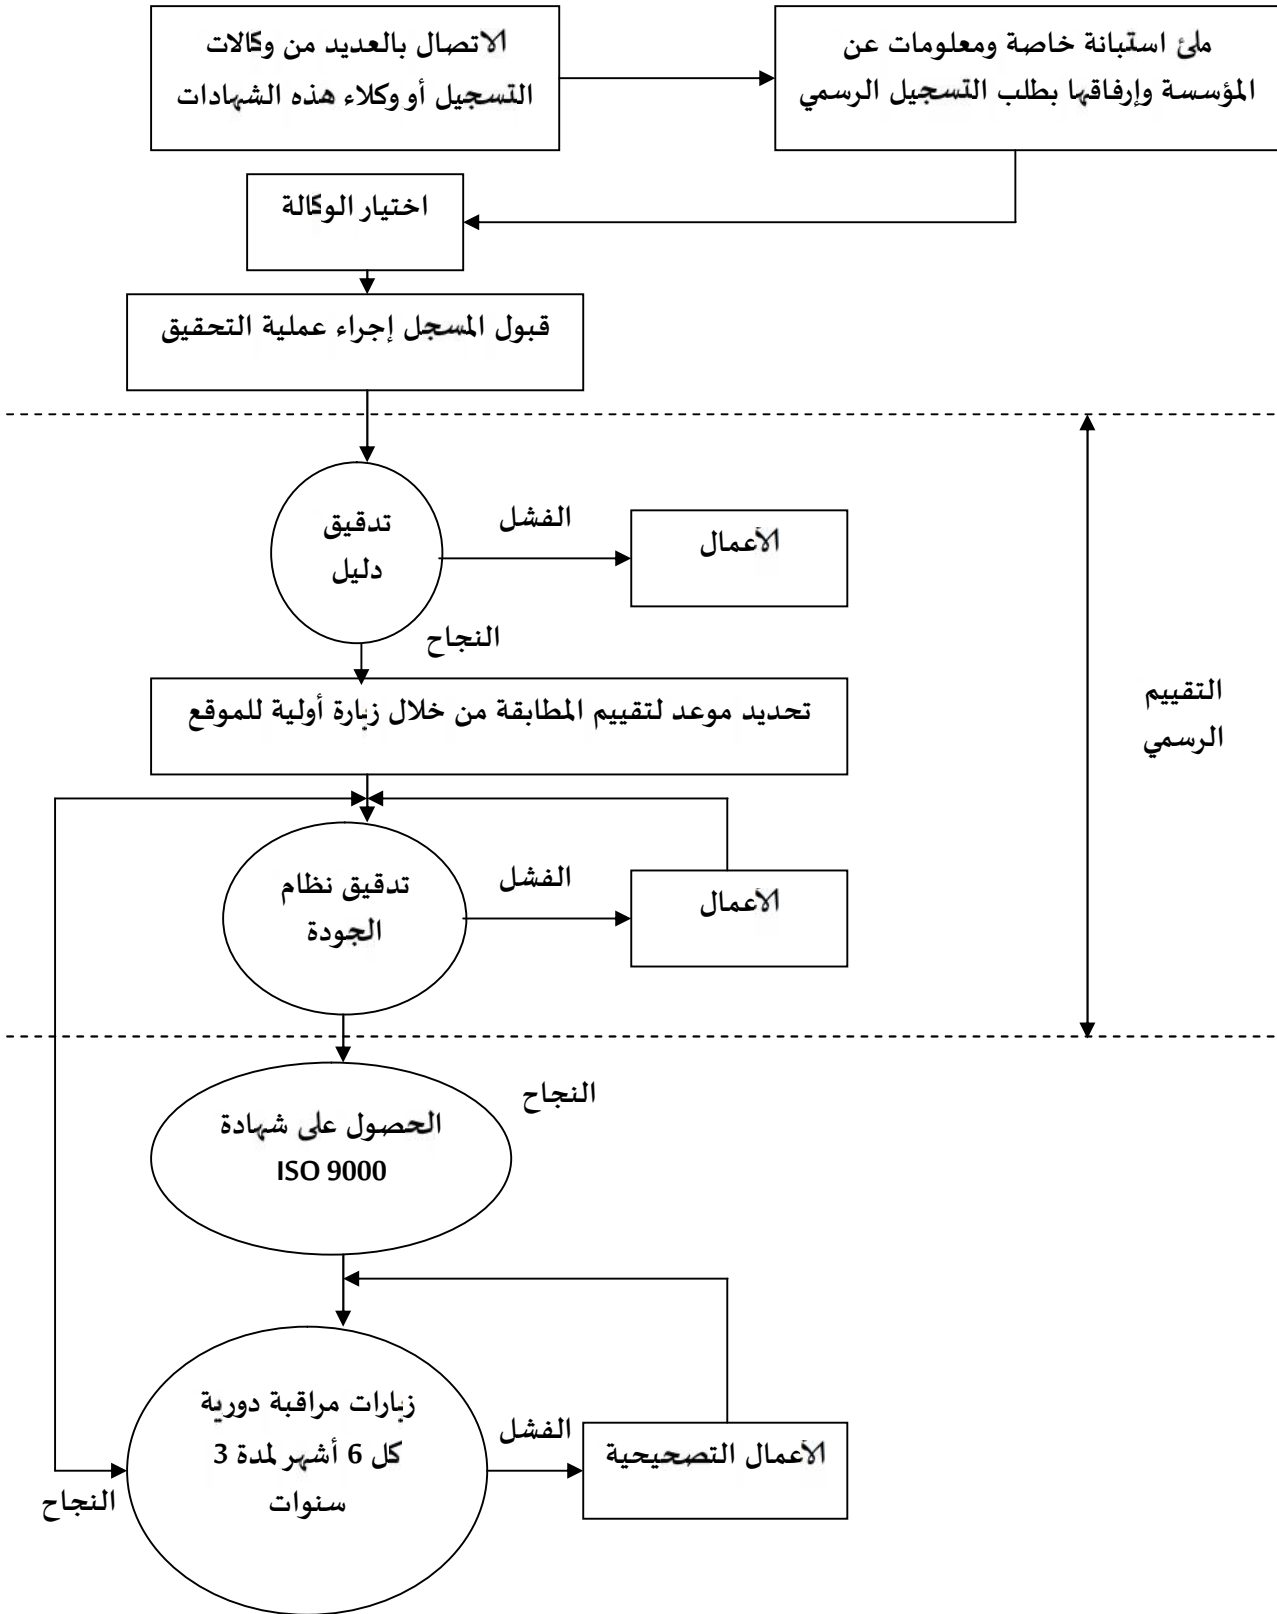 الاتصال بالعديد من وكالات
التسجيل أو وكلاء هذه الشهادات
ملئ استبانة خاصة ومعلومات عن
المؤسسة وإرفاقها بطلب التسجيل الرسمي
اختيار الوكالة
قبول المسجل إجراء عملية التحقيق
تدقيق
دليل
الفشل
الأعمال
النجاح
تحديد موعد لتقييم المطابقة من خلال زيارة أولية للموقع
التقييم
الرسمي
تدقيق نظام
الجودة
الفشل
الأعمال
النجاح
الحصول على شهادة
ISO 9000
زيارات مراقبة دورية
كل 6 أشهر لمدة 3
سنوات
الفشل
الأعمال التصحيحية
النجاح